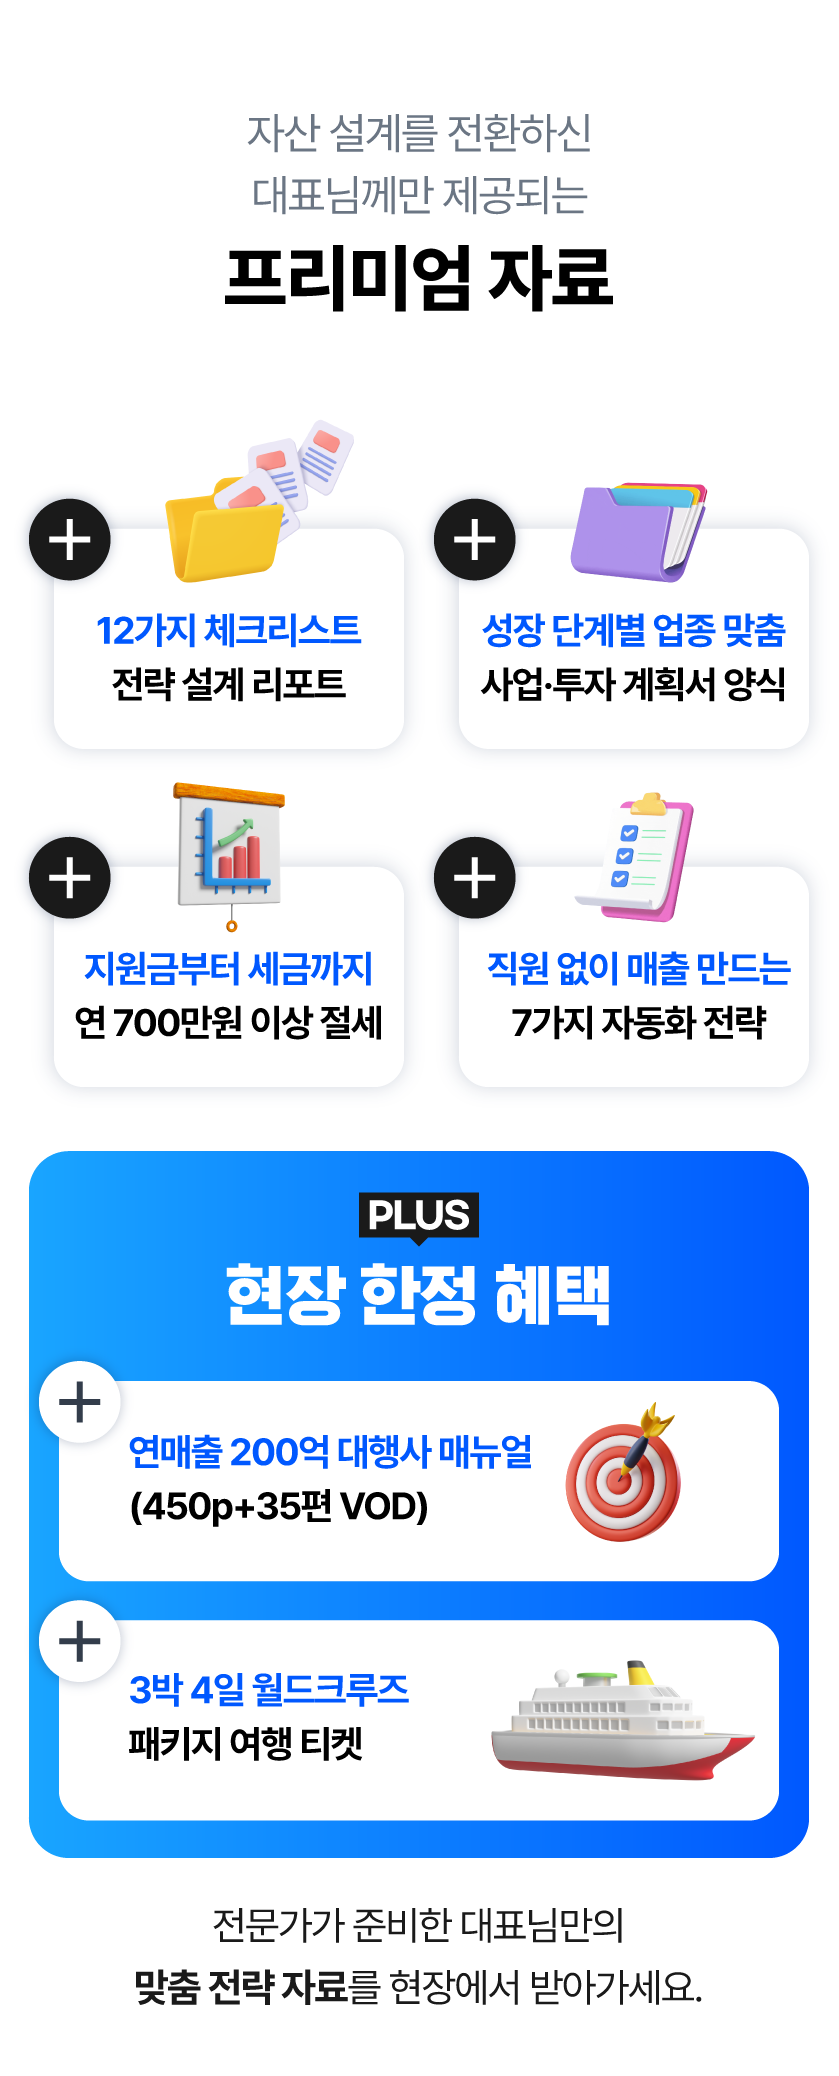 자산 설계를 전환하신
대표님께만 제공되는
프리미엄 자료
12가지 체크리스트
전략 설계 리포트
성장 단계별 업종 맞춤
사업·투자 계획서 양식
지원금부터 세금까지
연 700만원 이상 절세
직원 없이 매출 만드는
7가지 자동화 전략
PLUS
현장 한정 혜택
연매출 200억 대행사 매뉴얼
(450p+35편 VOD)
3박 4일 월드크루즈
패키지 여행 티켓
전문가가 준비한 대표님만의
맞춤 전략 자료를 현장에서 받아가세요.